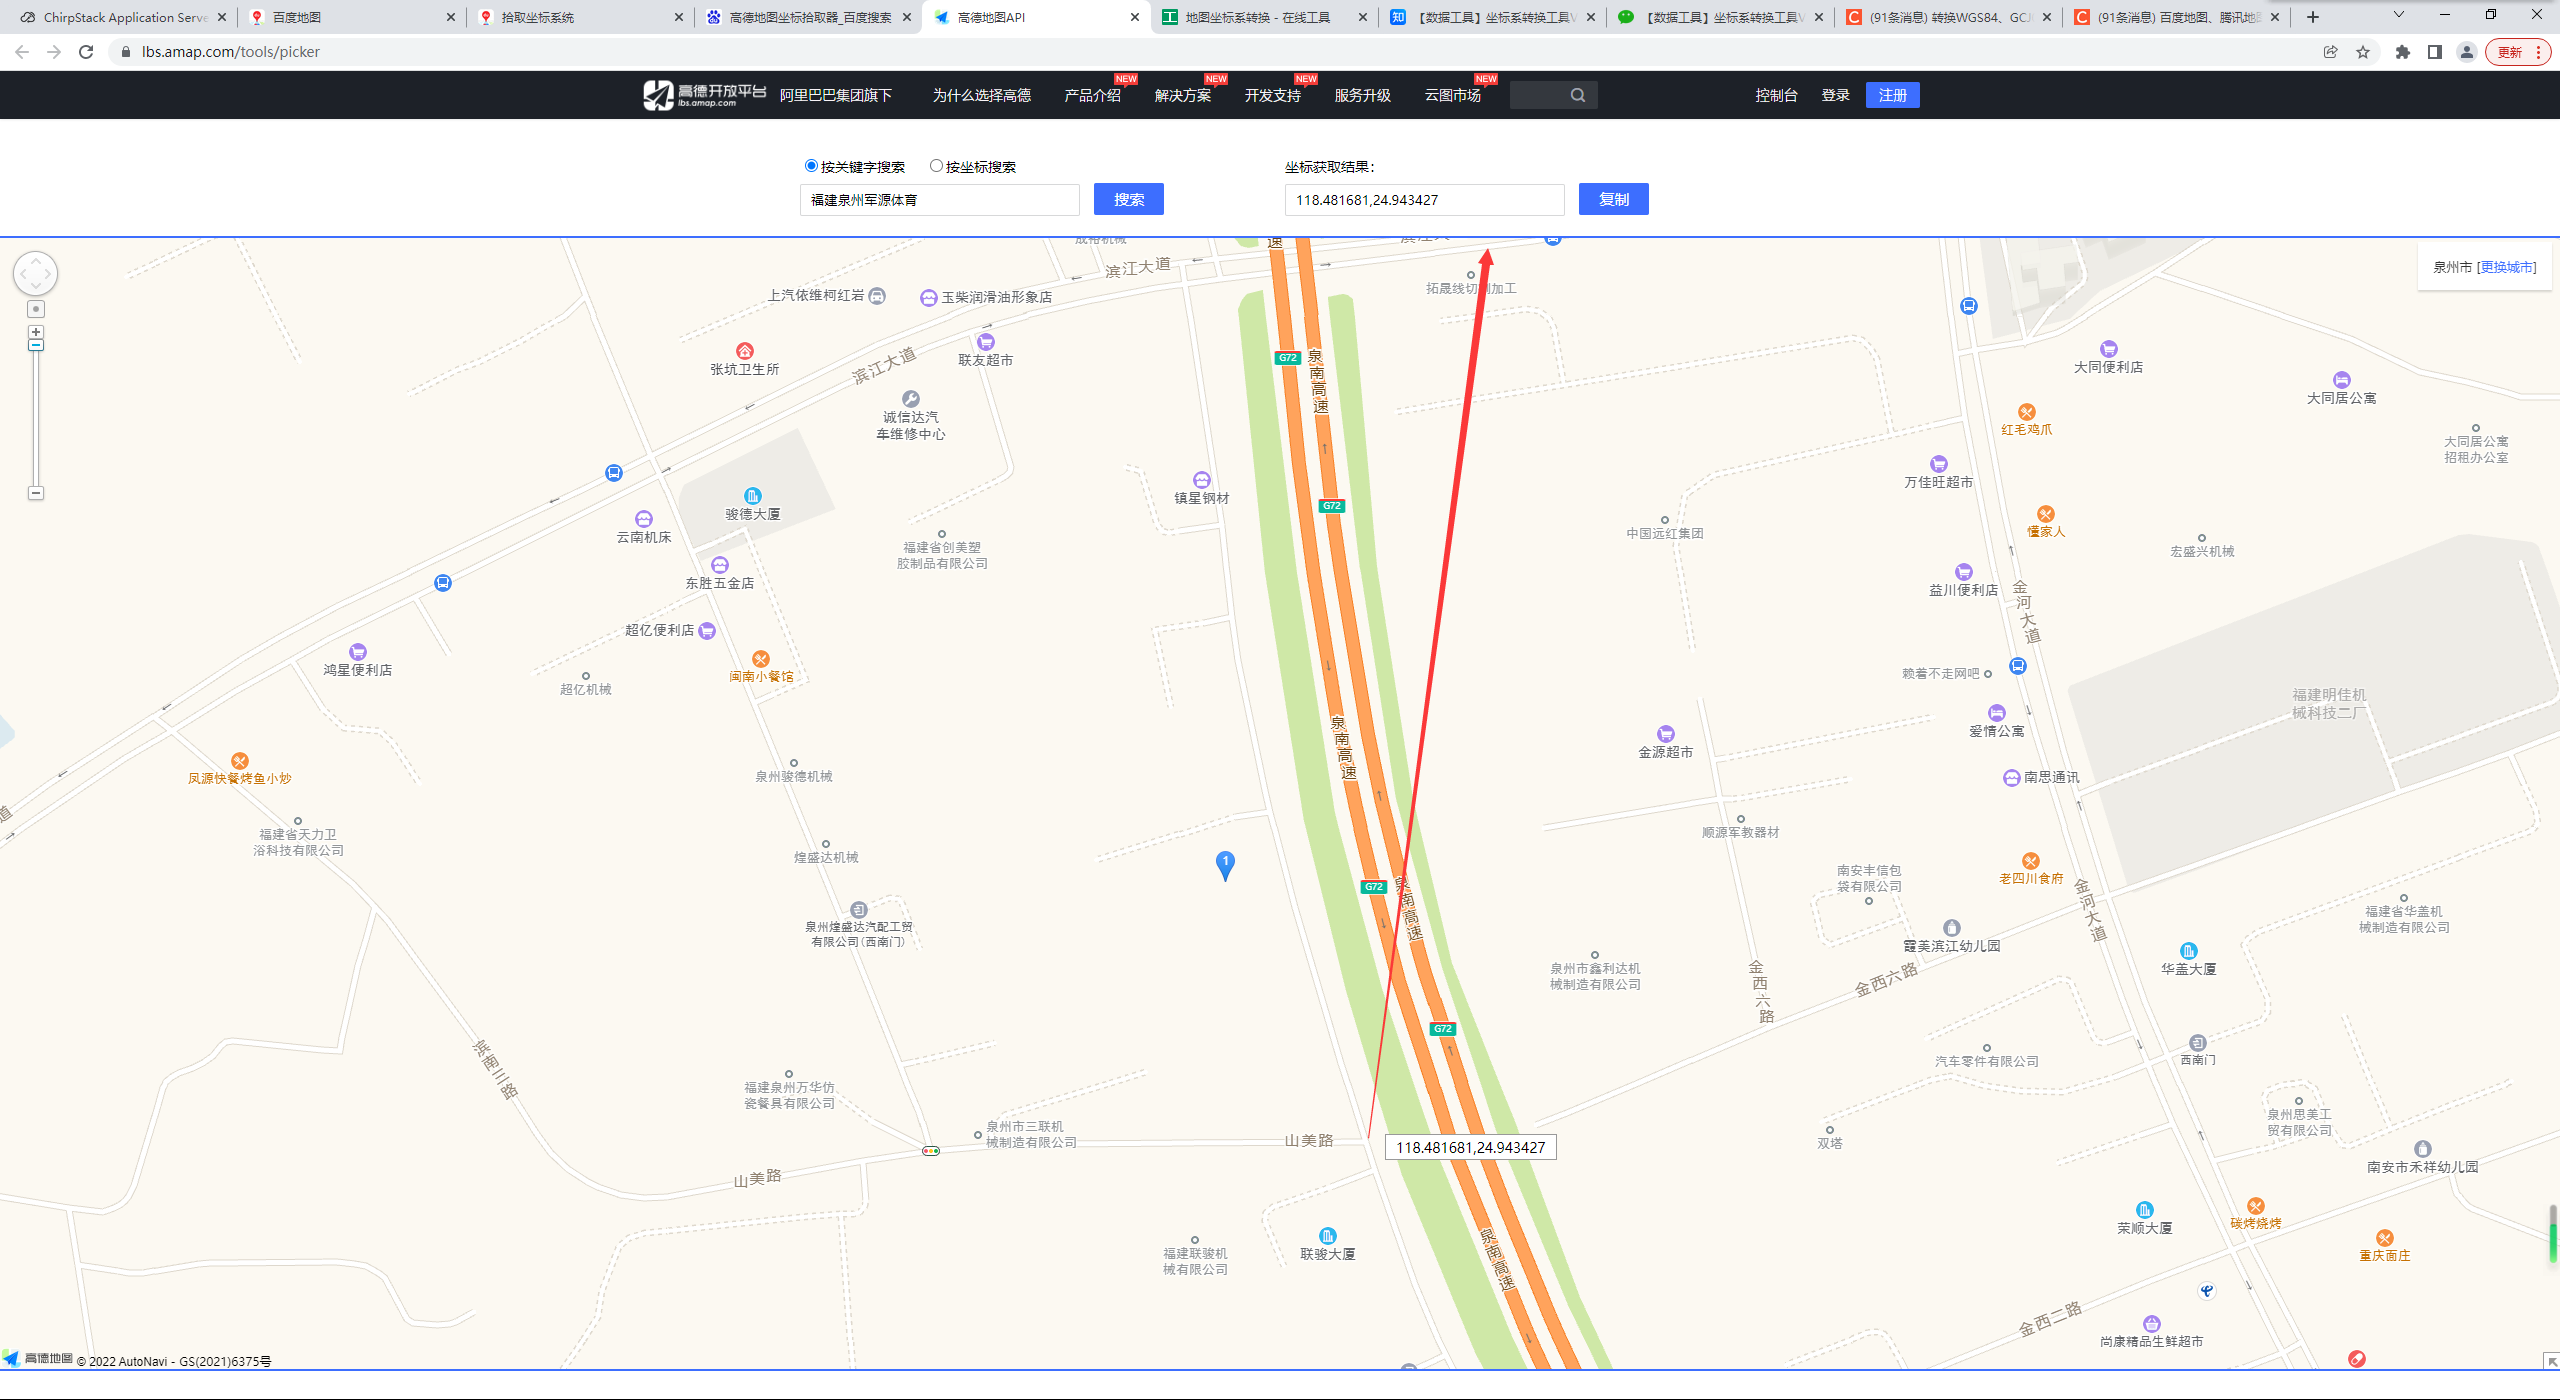 ChirpStack Application Serve
百度地图
拾取坐标系统
高德地图坐标拾取器_百度搜索
高德地图API
地图坐标系转换 - 在线工具
【数据工具】坐标系转换工具V
【数据工具】坐标系转换工具V
(91条消息) 转换WGS84、GCJ
(91条消息) 百度地图、腾讯地图
lbs.amap.com/tools/picker
更新
高德开放平台
lbs.amap.com
阿里巴巴集团旗下
为什么选择高德
产品介绍
NEW
解决方案
NEW
开发支持
NEW
服务升级
云图市场
NEW
控制台
登录
注册
按关键字搜索
按坐标搜索
坐标获取结果：
福建泉州军源体育
搜索
118.481681,24.943427
复制
泉州市 [更换城市]
成裕机械
速
滨江大道
上汽依维柯红岩
玉柴润滑油形象店
拓晟线切割加工
张坑卫生所
滨江大道
联友超市
G72
泉南高速
大同便利店
大同居公寓
诚信达汽
车维修中心
红毛鸡爪
大同居公寓
招租办公室
镇星钢材
万佳旺超市
骏德大厦
G72
云南机床
福建省创美塑
胶制品有限公司
中国远红集团
懂家人
宏盛兴机械
东胜五金店
益川便利店
金河大道
超亿便利店
鸿星便利店
闽南小餐馆
超亿机械
赖着不走网吧
福建明佳机
械科技二厂
泉南高速
金源超市
爱情公寓
凤源快餐烤鱼小炒
泉州骏德机械
南思通讯
道
福建省天力卫
浴科技有限公司
顺源军教器材
煌盛达机械
1
G72
泉南高速
南安丰信包
袋有限公司
老四川食府
金河大道
泉州煌盛达汽配工贸
有限公司(西南门)
福建省华盖机
械制造有限公司
霞美滨江幼儿园
泉州市鑫利达机
械制造有限公司
金西六路
金西六路
华盖大厦
G72
滨南三路
汽车零件有限公司
西南门
福建泉州万华仿
瓷餐具有限公司
泉州市三联机
械制造有限公司
山美路
118.481681,24.943427
双塔
泉州思美工
贸有限公司
山美路
南安市禾祥幼儿园
福建联骏机
械有限公司
联骏大厦
泉南高速
荣顺大厦
碳烤烧烤
重庆面庄
金西二路
尚康精品生鲜超市
高德地图 © 2022 AutoNavi - GS(2021)6375号